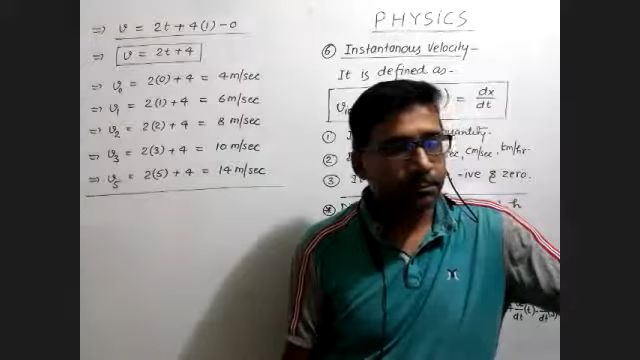 ⇒ v = 2t + 4(1) - 0
⇒ v = 2t + 4
⇒ v₀ = 2(0) + 4 = 4 m/sec
⇒ v₁ = 2(1) + 4 = 6 m/sec
⇒ v₂ = 2(2) + 4 = 8 m/sec
⇒ v₃ = 2(3) + 4 = 10 m/sec
⇒ v₅ = 2(5) + 4 = 14 m/sec
PHYSICS
⑥ Instantanous Velocity -
It is defined as -
) = dx/dt
① quantity.
② cm/sec, km/hr
③ -ive & zero.